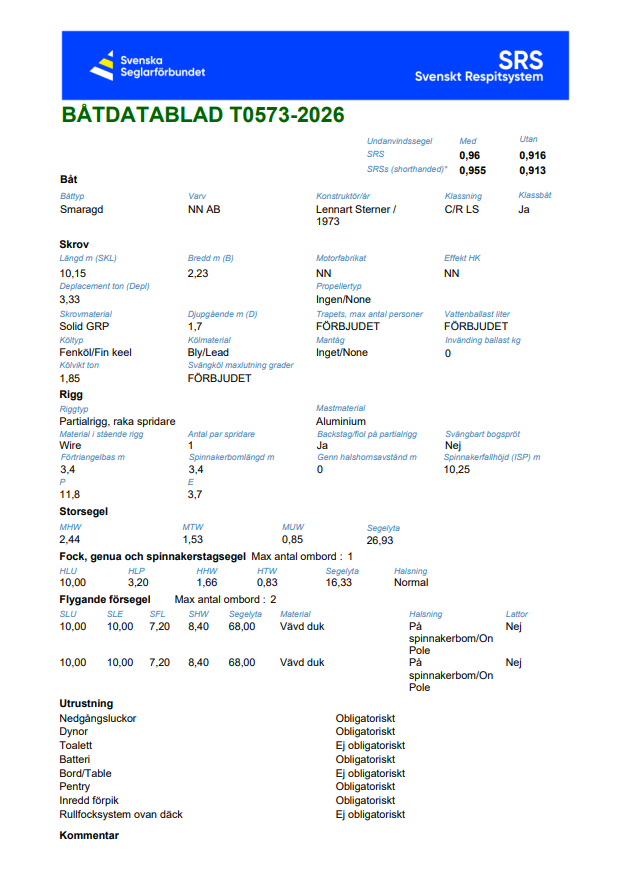 Svenska
Seglarförbundet
SRS
Svenskt Respitsystem
BÅTDATABLAD T0573-2026
Undanvindssegel Med Utan
SRS 0,96 0,916
SRSs (shorthanded)* 0,955 0,913
Båt
Båttyp Varv Konstruktör/år Klassning Klassbåt
Smaragd NN AB Lennart Sterner / C/R LS Ja
1973
Skrov
Längd m (SKL) Bredd m (B) Motorfabrikat Effekt HK
10,15 2,23 NN NN
Deplacement ton (Depl) Propellertyp
3,33 Ingen/None
Skrovmaterial Djupgående m (D) Trapets, max antal personer Vattenballast liter
Solid GRP 1,7 FÖRBJUDET FÖRBJUDET
Költyp Kölmaterial Mantåg Invänding ballast kg
Fenköl/Fin keel Bly/Lead Inget/None 0
Kölvikt ton Svängköl maxlutning grader
1,85 FÖRBJUDET
Rigg
Riggtyp Mastmaterial
Partialrigg, raka spridare Aluminium
Material i stående rigg Antal par spridare Backstag/fiol på partialrigg Svängbart bogspröt
Wire 1 Ja Nej
Förtriangelbas m Spinnakerbomlängd m Genn halshornsavstånd m Spinnakerfallhöjd (ISP) m
3,4 3,4 0 10,25
P E
11,8 3,7
Storsegel
MHW MTW MUW Segelyta
2,44 1,53 0,85 26,93
Fock, genua och spinnakerstagsegel Max antal ombord : 1
HLU HLP HHW HTW Segelyta Halsning
10,00 3,20 1,66 0,83 16,33 Normal
Flygande försegel Max antal ombord : 2
SLU SLE SFL SHW Segelyta Material Halsning Lattor
10,00 10,00 7,20 8,40 68,00 Vävd duk På Nej
spinnakerbom/On
Pole
10,00 10,00 7,20 8,40 68,00 Vävd duk På Nej
spinnakerbom/On
Pole
Utrustning
Nedgångsluckor Obligatoriskt
Dynor Obligatoriskt
Toalett Ej obligatoriskt
Batteri Obligatoriskt
Bord/Table Ej obligatoriskt
Pentry Obligatoriskt
Inredd förpik Obligatoriskt
Rullfocksystem ovan däck Ej obligatoriskt
Kommentar